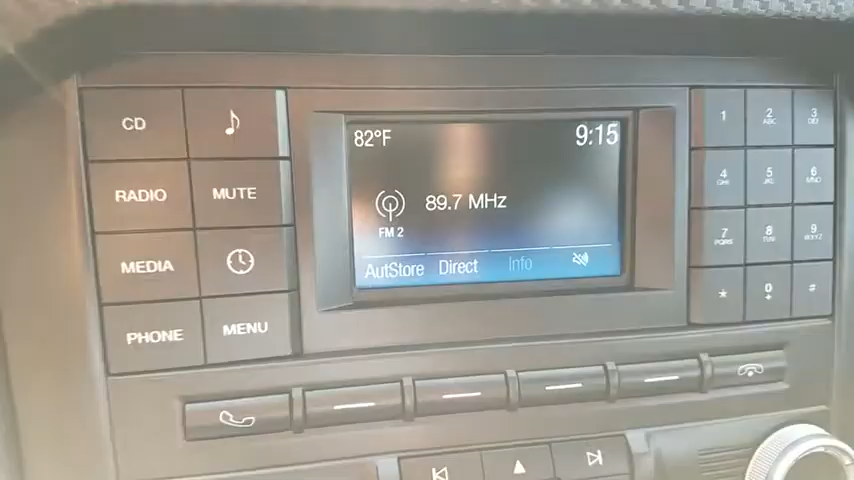 CD
RADIO
MUTE
MEDIA
PHONE
MENU
82°F
9:15
89.7 MHz
FM 2
AutStore Direct Info
1
2
ABC
3
DEF
4
GHI
5
JKL
6
MNO
7
PQRS
8
TUV
9
WXYZ
*
0
+
#